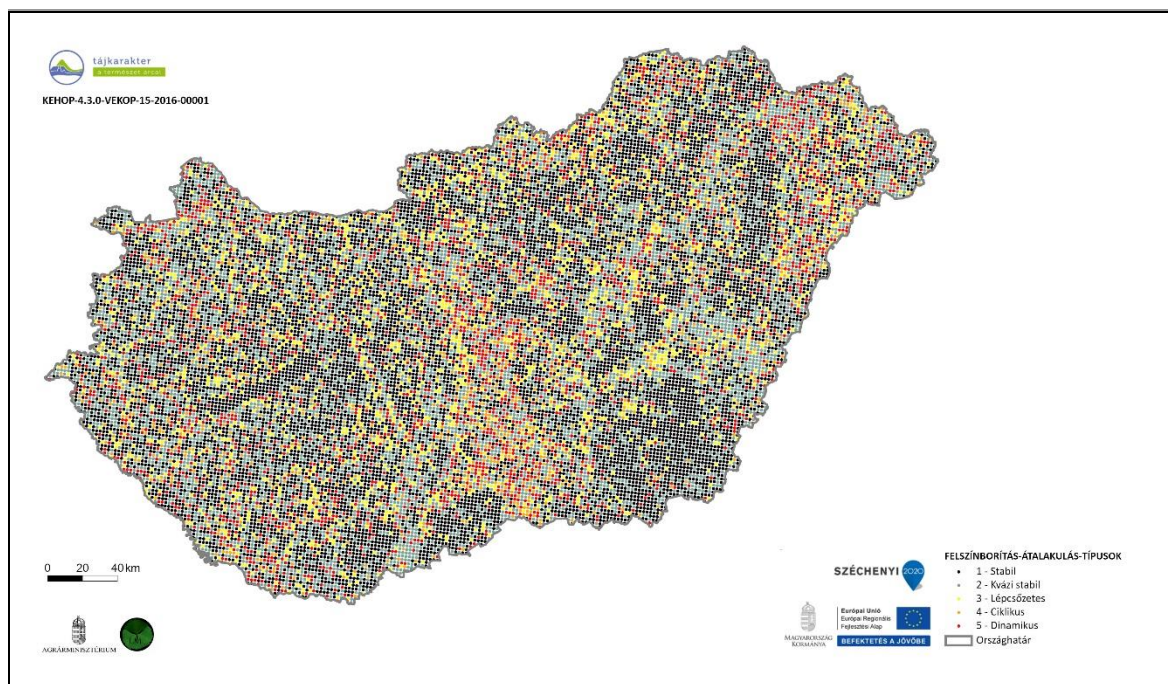 tájkarakter
a természet arcai
KEHOP-4.3.0-VEKOP-15-2016-00001
0 20 40 km
AGRÁRMINISZTÉRIUM
SZÉCHENYI 2020
MAGYARORSZÁG
KORMÁNYA
Európai Unió
Európai Regionális
Fejlesztési Alap
BEFEKTETÉS A JÖVŐBE
FELSZÍNBORÍTÁS-ÁTALAKULÁS-TÍPUSOK
1 - Stabil
2 - Kvázi stabil
3 - Lépcsőzetes
4 - Ciklikus
5 - Dinamikus
Országhatár